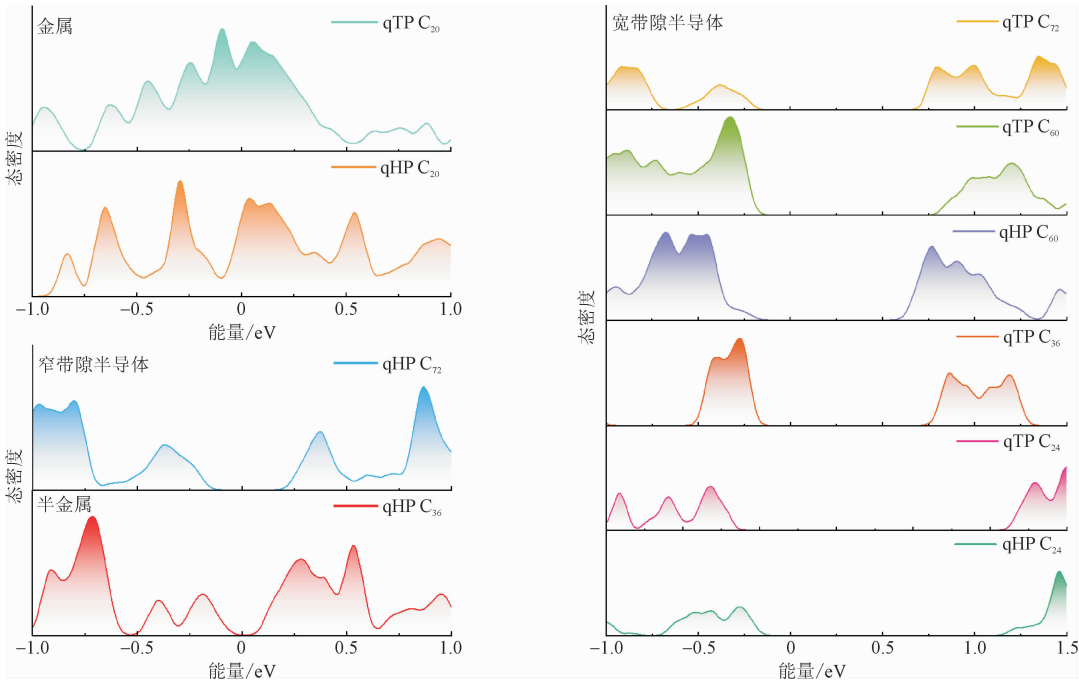 金属
qTP C₂₀
qHP C₂₀
态密度
−1.0 −0.5 0 0.5 1.0
能量/eV
窄带隙半导体
qHP C₇₂
半金属
qHP C₃₆
态密度
−1.0 −0.5 0 0.5 1.0
能量/eV
宽带隙半导体
qTP C₇₂
qTP C₆₀
qHP C₆₀
qTP C₃₆
qTP C₂₄
qHP C₂₄
态密度
−1.0 −0.5 0 0.5 1.0 1.5
能量/eV